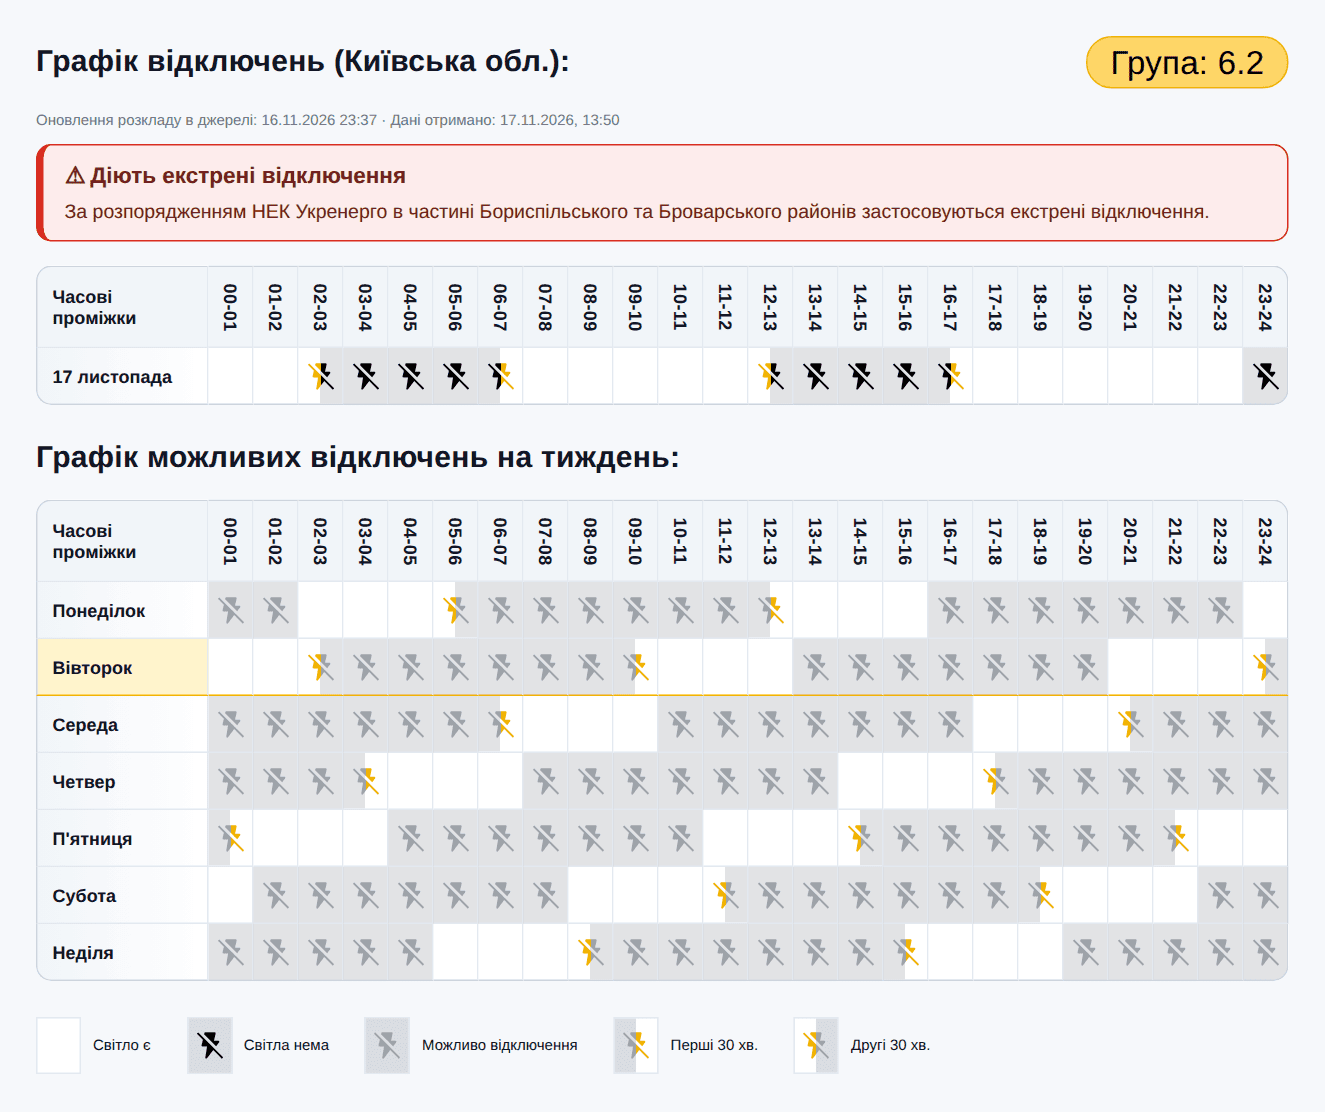 Графік відключень (Київська обл.):
Група: 6.2
Оновлення розкладу в джерелі: 16.11.2026 23:37 · Дані отримано: 17.11.2026, 13:50
⚠ Діють екстрені відключення
За розпорядженням НЕК Укренерго в частині Бориспільського та Броварського районів застосовуються екстрені відключення.
Часові проміжки 00-01 01-02 02-03 03-04 04-05 05-06 06-07 07-08 08-09 09-10 10-11 11-12 12-13 13-14 14-15 15-16 16-17 17-18 18-19 19-20 20-21 21-22 22-23 23-24
17 листопада
Графік можливих відключень на тиждень:
Часові проміжки 00-01 01-02 02-03 03-04 04-05 05-06 06-07 07-08 08-09 09-10 10-11 11-12 12-13 13-14 14-15 15-16 16-17 17-18 18-19 19-20 20-21 21-22 22-23 23-24
Понеділок
Вівторок
Середа
Четвер
П'ятниця
Субота
Неділя
Світло є Світла нема Можливо відключення Перші 30 хв. Другі 30 хв.